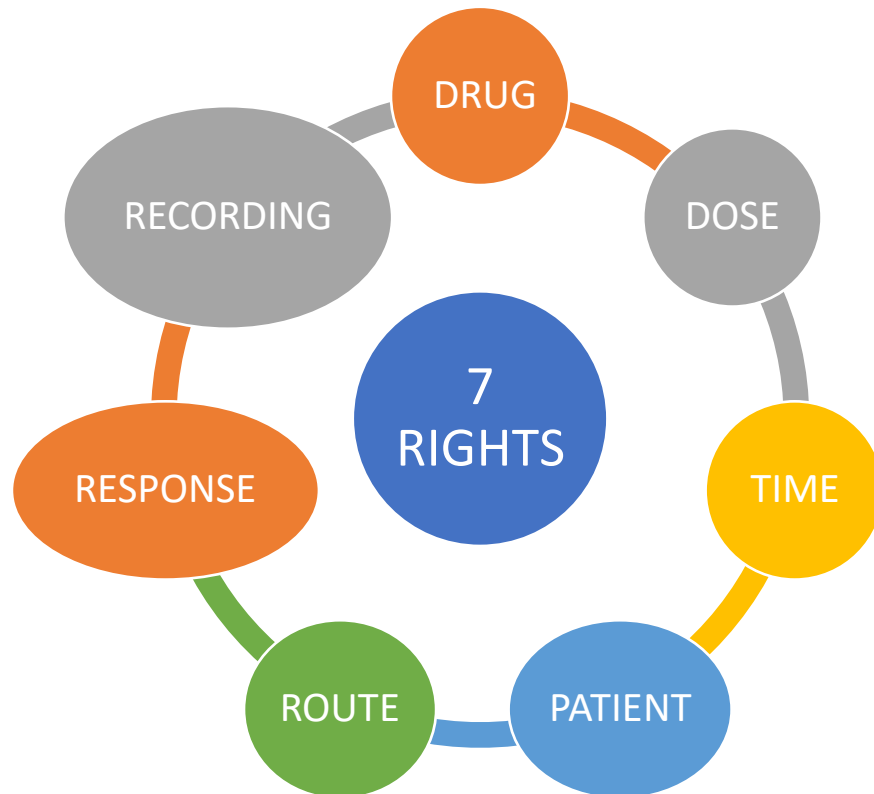 DRUG
DOSE
TIME
PATIENT
ROUTE
RESPONSE
RECORDING
7
RIGHTS